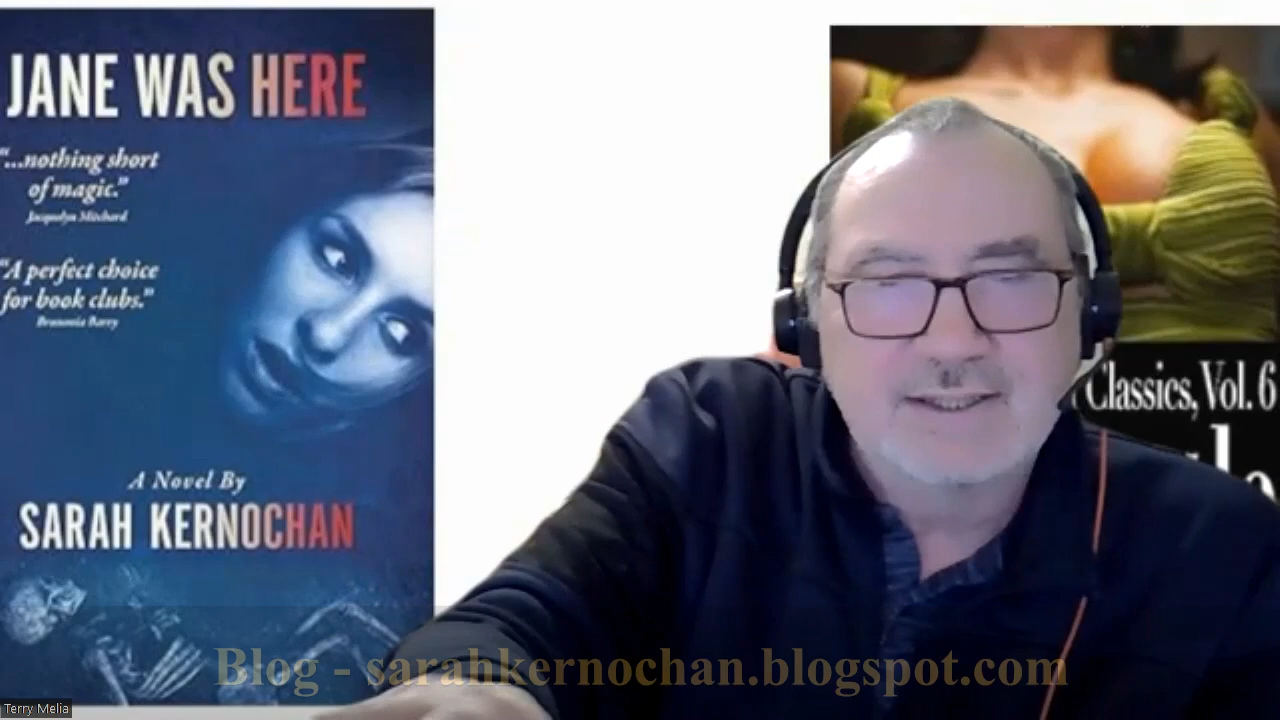 JANE WAS HERE
“...nothing short
of magic.”
Jacquelyn Mitchard
“A perfect choice
for book clubs.”
Brunonia Barry
A Novel By
SARAH KERNOCHAN
Classics, Vol. 6
Blog - sarahkernochan.blogspot.com
Terry Melia